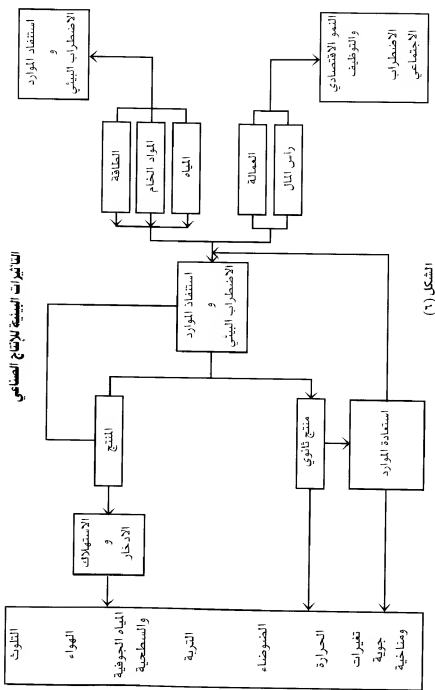 التأثيرات البيئية للإنتاج الصناعي
استنفاد الموارد
و
الاضطراب البيئي
النمو الاقتصادي
والتوظيف
الاضطراب
الاجتماعي
الطاقة
المواد الخام
المياه
العمالة
رأس المال
استنفاذ الموارد
و
الاضطراب البيئي
المنتج
منتج ثانوي
استعادة الموارد
الادخار
و
الاستهلاك
التلوث
الهواء
المياه الجوفية
والسطحية
التربة
الضوضاء
الحرارة
تغيرات
جوية
ومناخية
الشكل (٦)